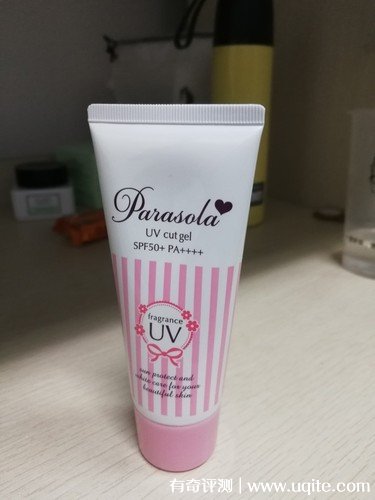 Parasola
UV cut gel
SPF50+ PA++++
fragrance
UV
sun protect and
white care for your
beautiful skin
有奇评测 | www.uqite.com